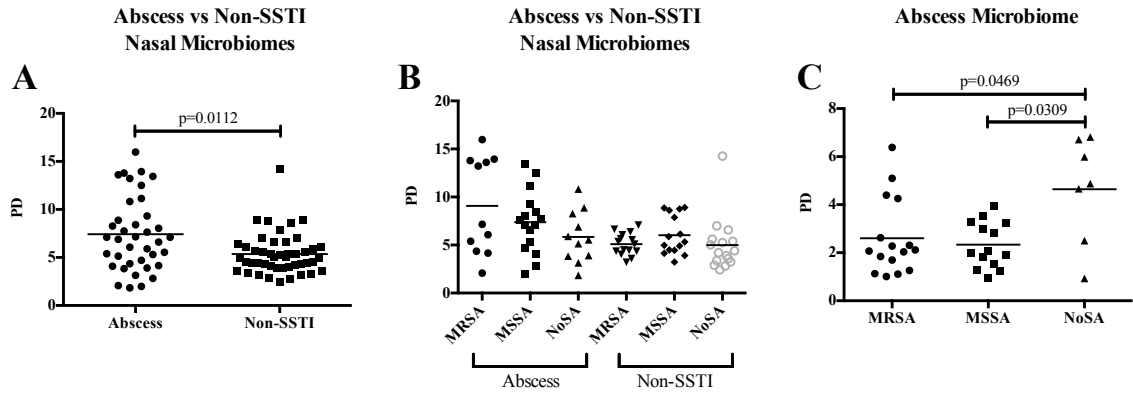 Abscess vs Non-SSTI
Nasal Microbiomes
A
p=0.0112
20
15
10
5
0
PD
Abscess
Non-SSTI
Abscess vs Non-SSTI
Nasal Microbiomes
B
20
15
10
5
0
PD
MRSA
MSSA
NoSA
MRSA
MSSA
NoSA
Abscess
Non-SSTI
Abscess Microbiome
C
p=0.0469
p=0.0309
8
6
4
2
0
PD
MRSA
MSSA
NoSA